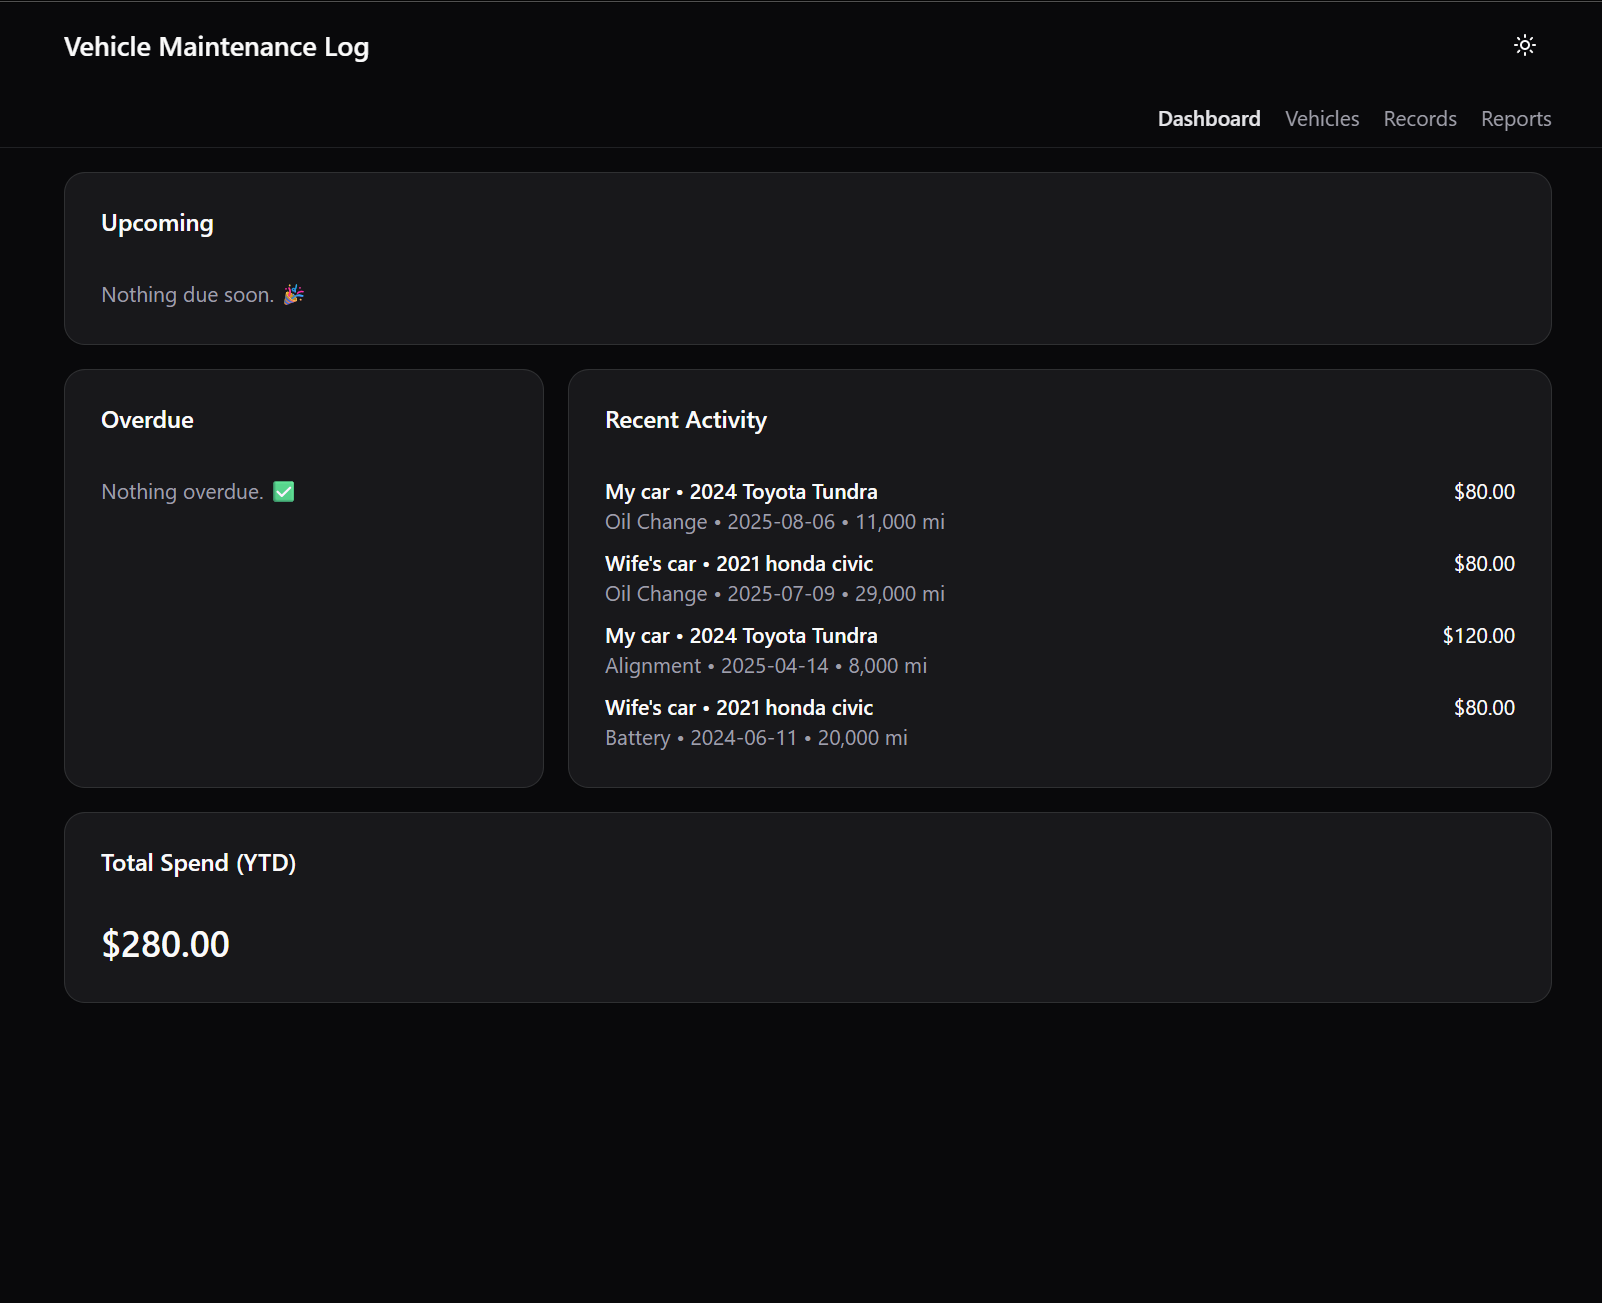 Vehicle Maintenance Log
Dashboard Vehicles Records Reports
Upcoming
Nothing due soon. 🎉
Overdue
Nothing overdue. ✅
Recent Activity
My car • 2024 Toyota Tundra $80.00
Oil Change • 2025-08-06 • 11,000 mi
Wife's car • 2021 honda civic $80.00
Oil Change • 2025-07-09 • 29,000 mi
My car • 2024 Toyota Tundra $120.00
Alignment • 2025-04-14 • 8,000 mi
Wife's car • 2021 honda civic $80.00
Battery • 2024-06-11 • 20,000 mi
Total Spend (YTD)
$280.00